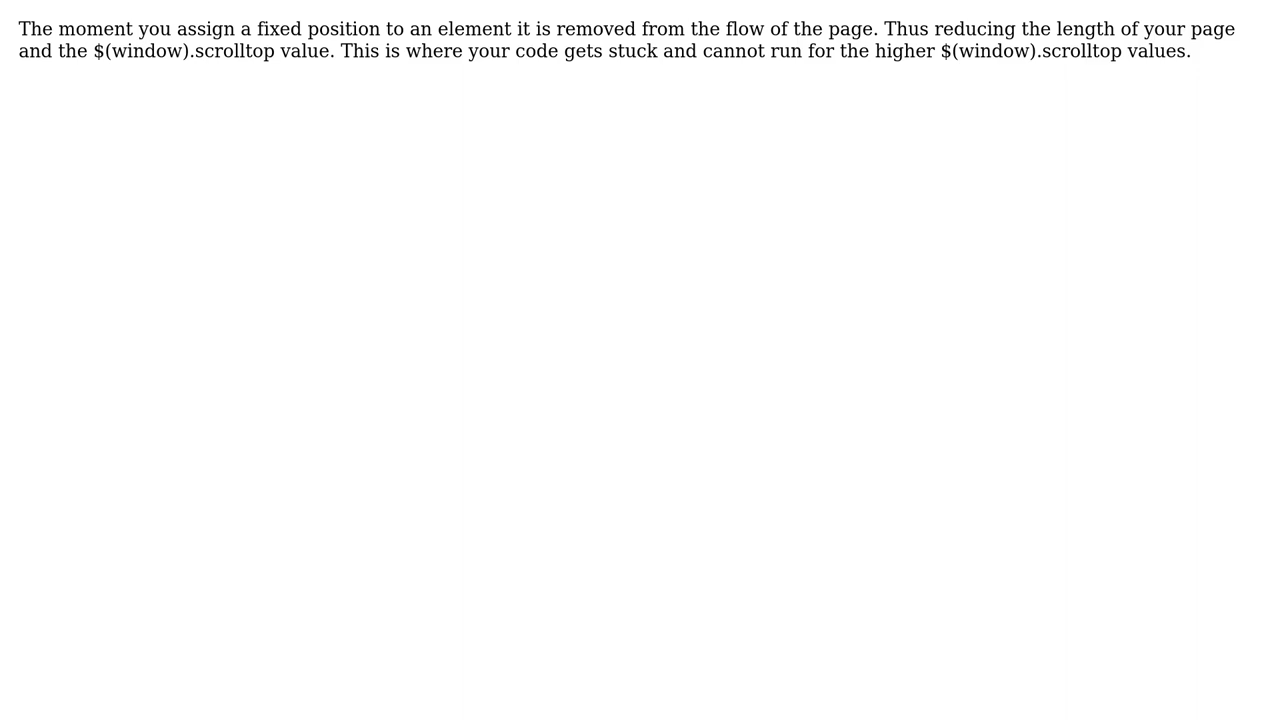 The moment you assign a fixed position to an element it is removed from the flow of the page. Thus reducing the length of your page
and the $(window).scrolltop value. This is where your code gets stuck and cannot run for the higher $(window).scrolltop values.